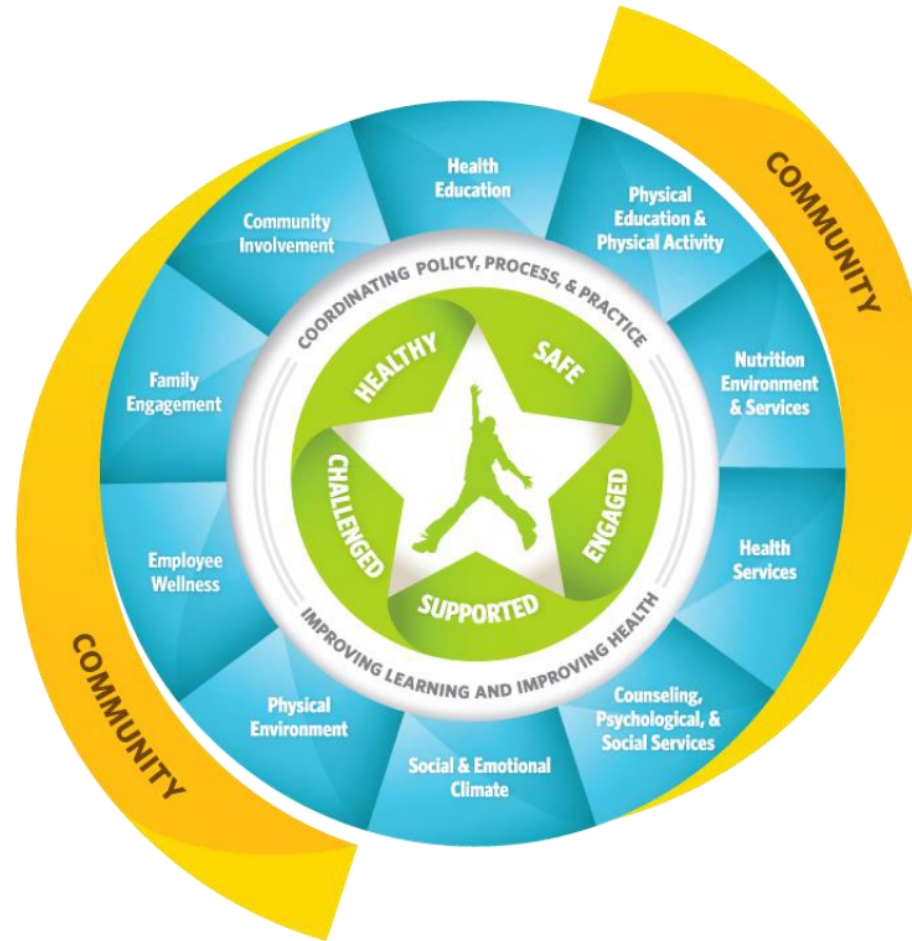 COMMUNITY
Health
Education
Physical
Education &
Physical Activity
Nutrition
Environment
& Services
Health
Services
Counseling,
Psychological, &
Social Services
Social & Emotional
Climate
Physical
Environment
Employee
Wellness
Family
Engagement
Community
Involvement
COORDINATING POLICY, PROCESS, & PRACTICE
IMPROVING LEARNING AND IMPROVING HEALTH
HEALTHY
SAFE
ENGAGED
SUPPORTED
CHALLENGED
COMMUNITY